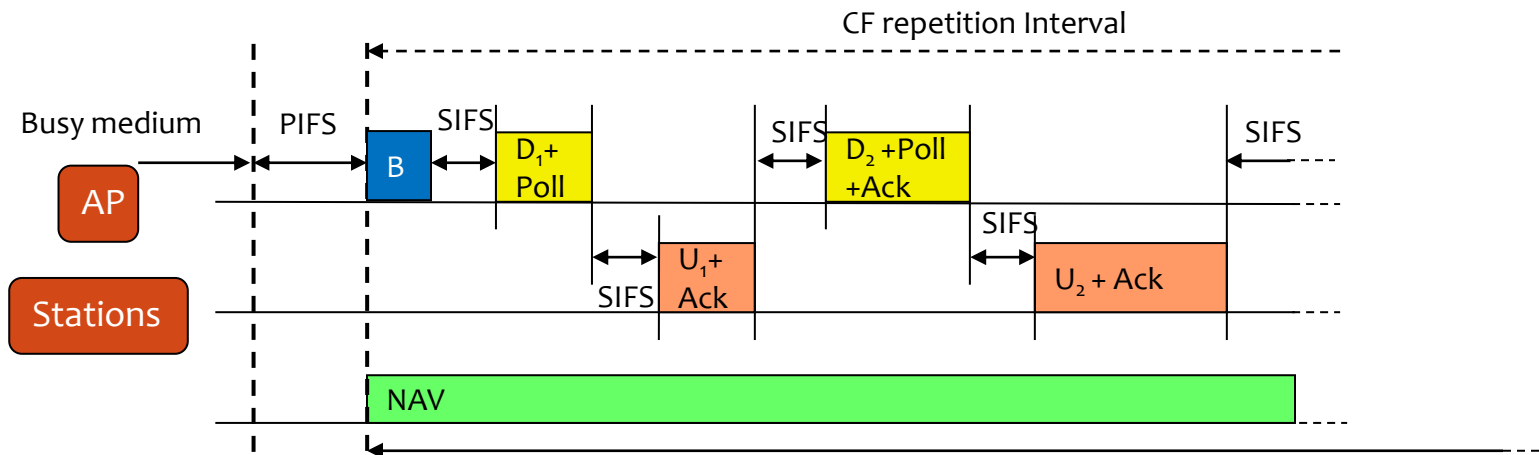 CF repetition Interval
Busy medium
PIFS
SIFS
SIFS
SIFS
B
D₁+
Poll
D₂ +Poll
+Ack
AP
SIFS
U₁+
Ack
SIFS
U₂ + Ack
Stations
NAV